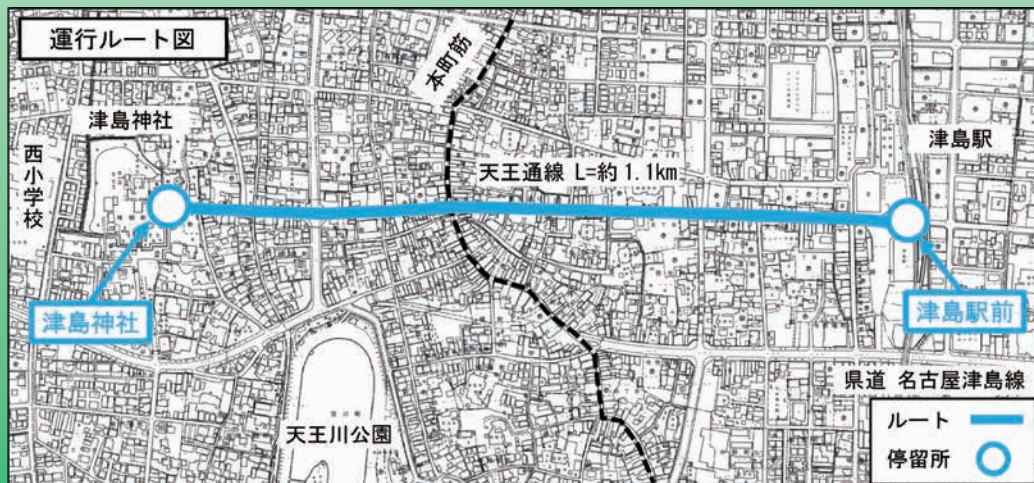 運行ルート図
本町筋
津島神社
津島駅
西小学校
天王通線 L=約 1.1km
津島神社
津島駅前
県道 名古屋津島線
天王川公園
ルート
停留所